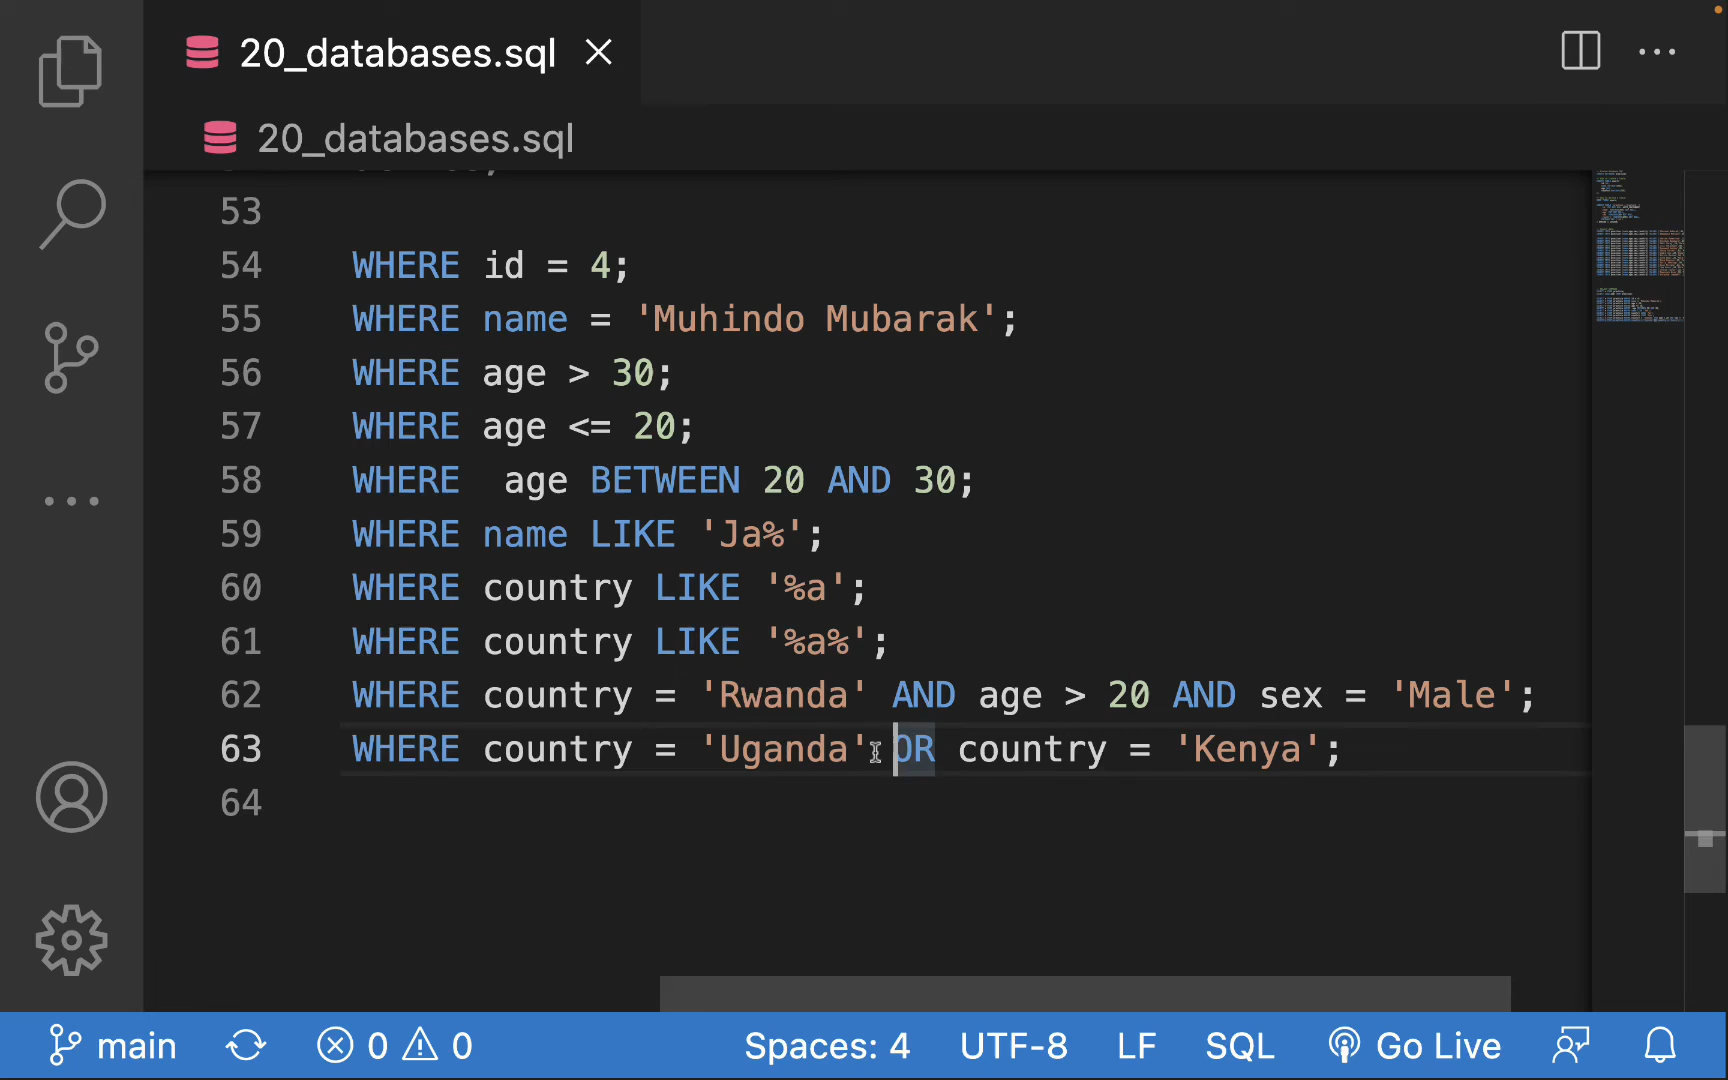 20_databases.sql
20_databases.sql
53
54 WHERE id = 4;
55 WHERE name = 'Muhindo Mubarak';
56 WHERE age > 30;
57 WHERE age <= 20;
58 WHERE  age BETWEEN 20 AND 30;
59 WHERE name LIKE 'Ja%';
60 WHERE country LIKE '%a';
61 WHERE country LIKE '%a%';
62 WHERE country = 'Rwanda' AND age > 20 AND sex = 'Male';
63 WHERE country = 'Uganda' OR country = 'Kenya';
64
main 0 0 Spaces: 4 UTF-8 LF SQL Go Live